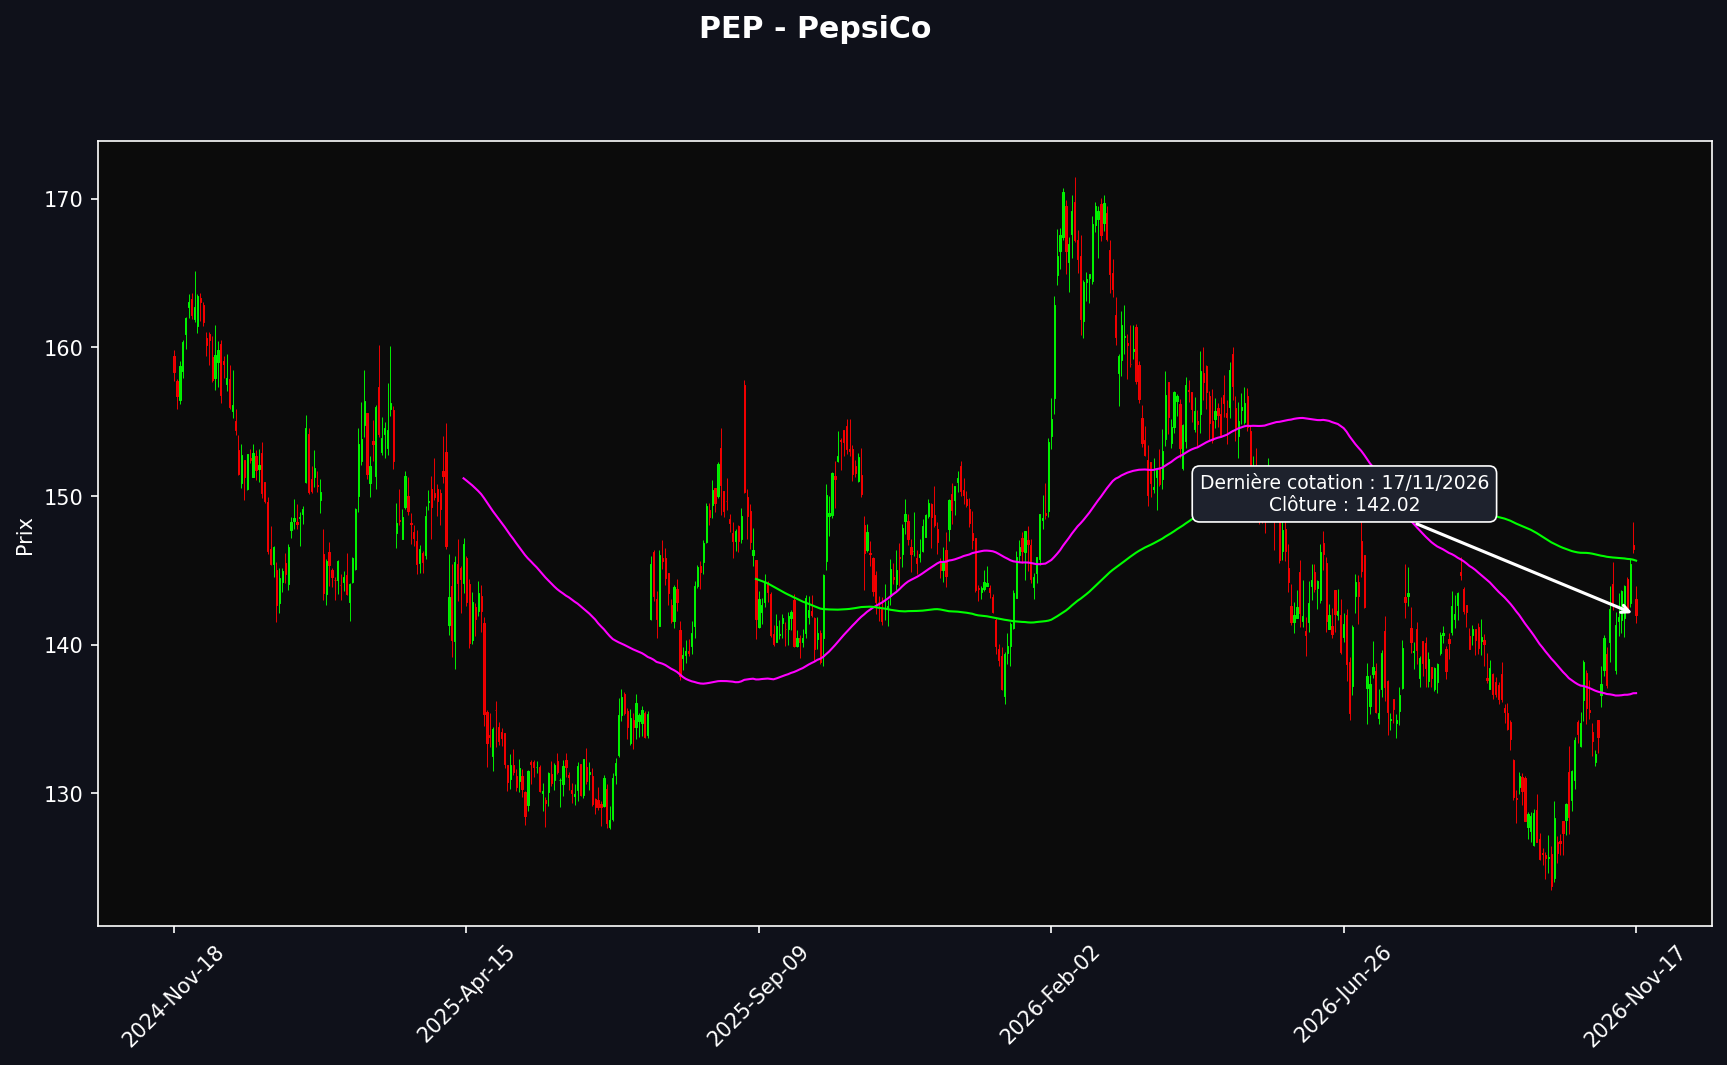 PEP - PepsiCo
170
160
150
140
130
Prix
Dernière cotation : 17/11/2026
Clôture : 142.02
2024-Nov-18
2025-Apr-15
2025-Sep-09
2026-Feb-02
2026-Jun-26
2026-Nov-17